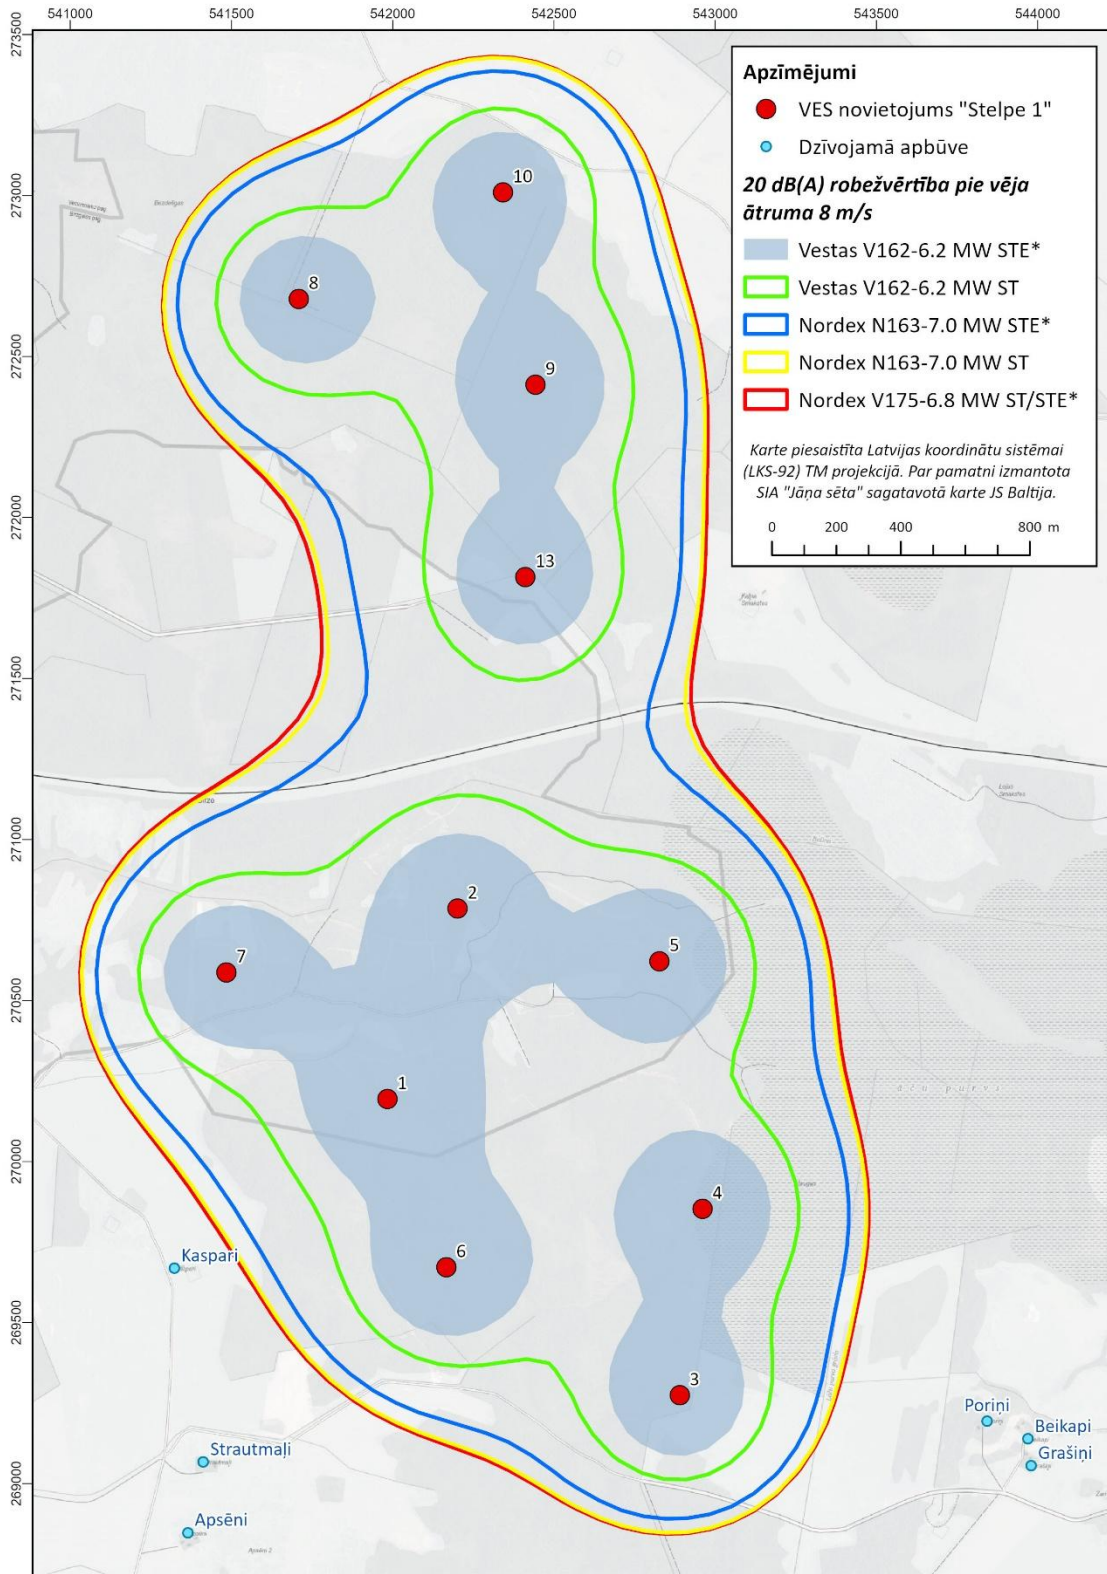 541000 541500 542000 542500 543000 543500 544000
273500
273000
272500
272000
271500
271000
270500
270000
269500
269000
Apzīmējumi
VES novietojums "Stelpe 1"
Dzīvojamā apbūve
20 dB(A) robežvērtība pie vēja
ātruma 8 m/s
Vestas V162-6.2 MW STE*
Vestas V162-6.2 MW ST
Nordex N163-7.0 MW STE*
Nordex N163-7.0 MW ST
Nordex V175-6.8 MW ST/STE*
Karte piesaistīta Latvijas koordinātu sistēmai
(LKS-92) TM projekcijā. Par pamatni izmantota
SIA "Jāņa sēta" sagatavotā karte JS Baltija.
0 200 400 800 m
10
8
9
13
2
7
5
1
4
6
3
Kaspari
Strautmaļi
Apsēni
Poriņi
Beikapi
Grašiņi